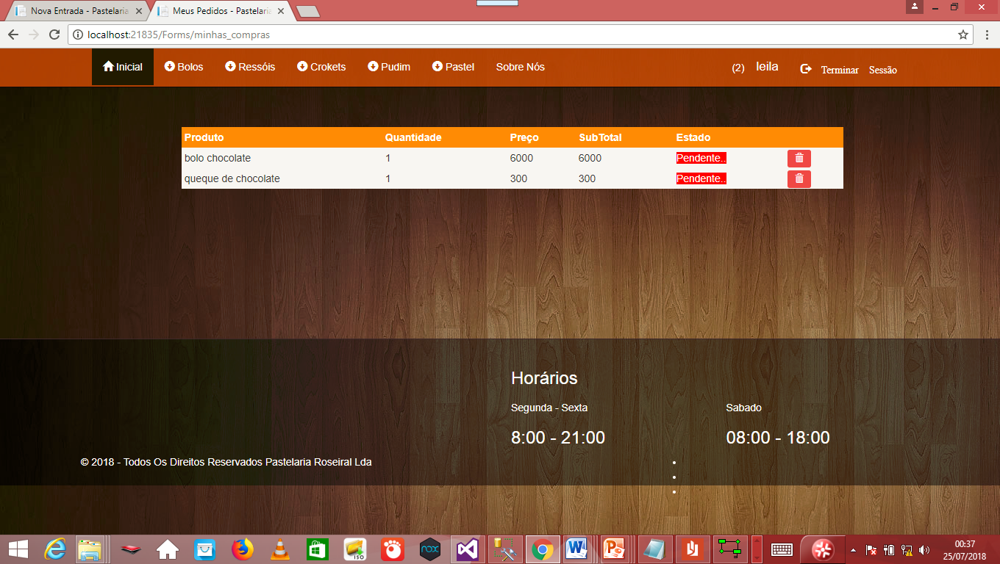 Nova Entrada - Pastelaria
Meus Pedidos - Pastelaria
localhost:21835/Forms/minhas_compras
Inicial Bolos Ressóis Crokets Pudim Pastel Sobre Nós (2) leila Terminar Sessão
Produto Quantidade Preço SubTotal Estado
bolo chocolate 1 6000 6000 Pendente..
queque de chocolate 1 300 300 Pendente..
Horários
Segunda - Sexta Sabado
8:00 - 21:00 08:00 - 18:00
© 2018 - Todos Os Direitos Reservados Pastelaria Roseiral Lda
nox
ISO
00:37
25/07/2018